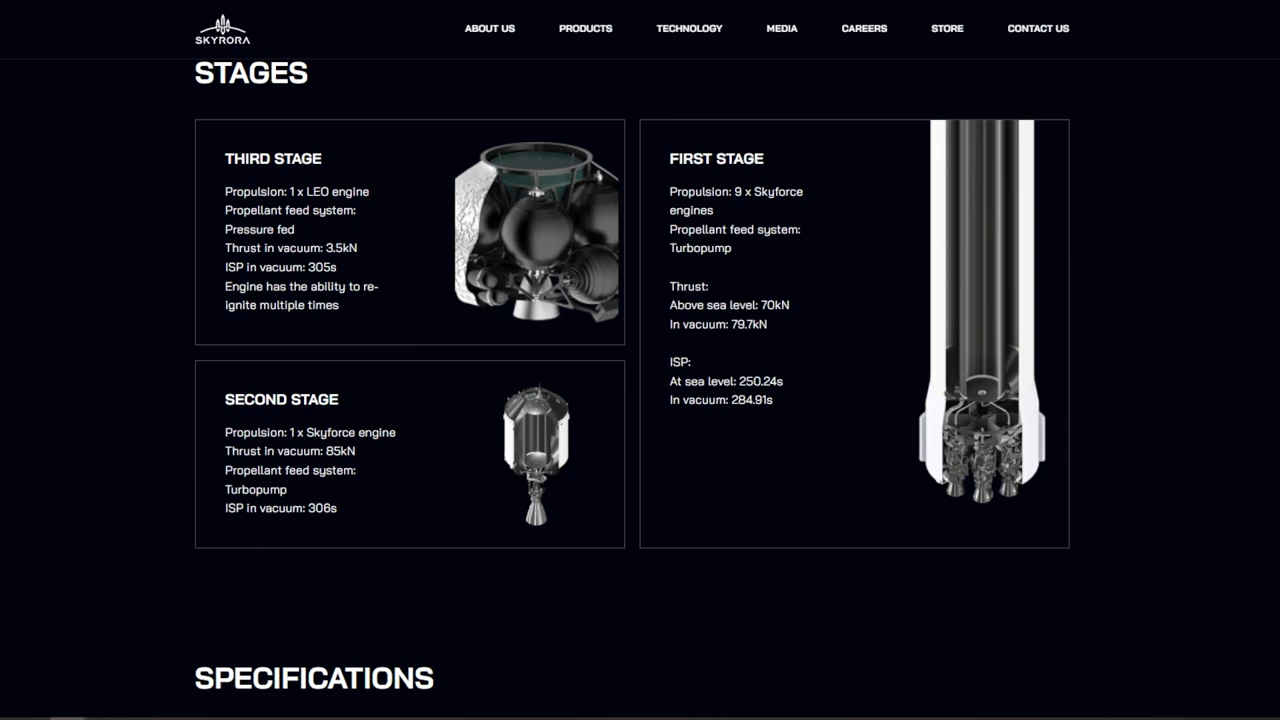 SKYRORA
ABOUT US
PRODUCTS
TECHNOLOGY
MEDIA
CAREERS
STORE
CONTACT US
STAGES
THIRD STAGE
Propulsion: 1 x LEO engine
Propellant feed system:
Pressure fed
Thrust in vacuum: 3.5kN
ISP in vacuum: 305s
Engine has the ability to re-
ignite multiple times
SECOND STAGE
Propulsion: 1 x Skyforce engine
Thrust in vacuum: 85kN
Propellant feed system:
Turbopump
ISP in vacuum: 306s
FIRST STAGE
Propulsion: 9 x Skyforce
engines
Propellant feed system:
Turbopump
Thrust:
Above sea level: 70kN
In vacuum: 79.7kN
ISP:
At sea level: 250.24s
In vacuum: 284.91s
SPECIFICATIONS